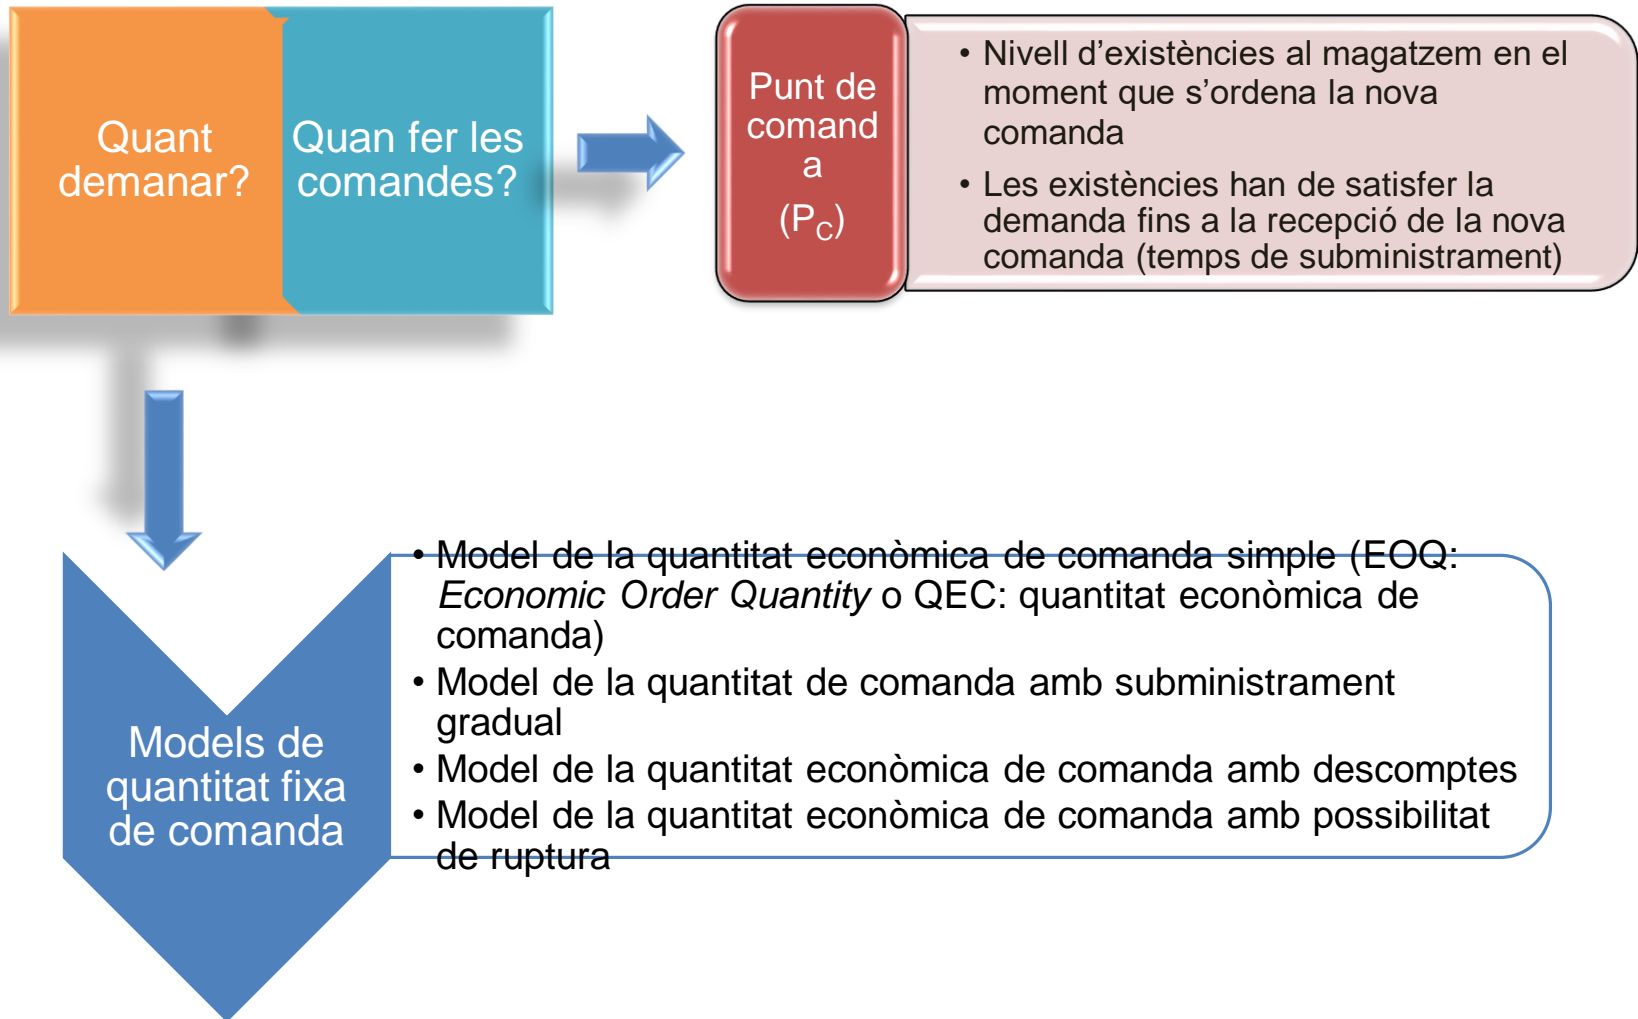 Quant
demanar?
Quan fer les
comandes?
Punt de
comand
a
(P_C)
• Nivell d’existències al magatzem en el
moment que s’ordena la nova
comanda
• Les existències han de satisfer la
demanda fins a la recepció de la nova
comanda (temps de subministrament)
Models de
quantitat fixa
de comanda
• Model de la quantitat econòmica de comanda simple (EOQ:
Economic Order Quantity o QEC: quantitat econòmica de
comanda)
• Model de la quantitat de comanda amb subministrament
gradual
• Model de la quantitat econòmica de comanda amb descomptes
• Model de la quantitat econòmica de comanda amb possibilitat
de ruptura